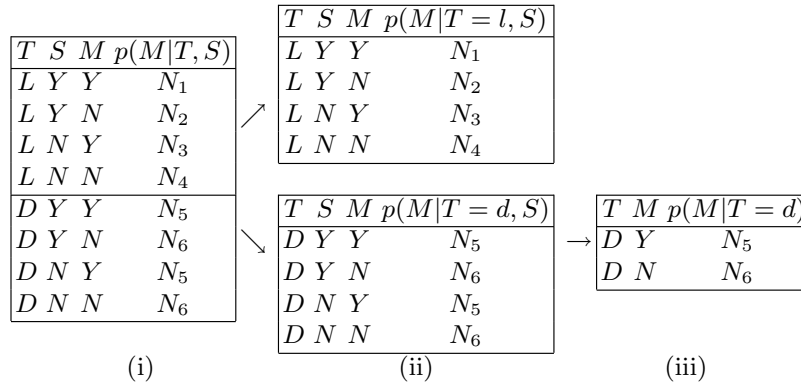 T S M p(M|T, S)
L Y Y N₁
L Y N N₂
L N Y N₃
L N N N₄
D Y Y N₅
D Y N N₆
D N Y N₅
D N N N₆
(i)
T S M p(M|T = l, S)
L Y Y N₁
L Y N N₂
L N Y N₃
L N N N₄
T S M p(M|T = d, S)
D Y Y N₅
D Y N N₆
D N Y N₅
D N N N₆
(ii)
T M p(M|T = d)
D Y N₅
D N N₆
(iii)